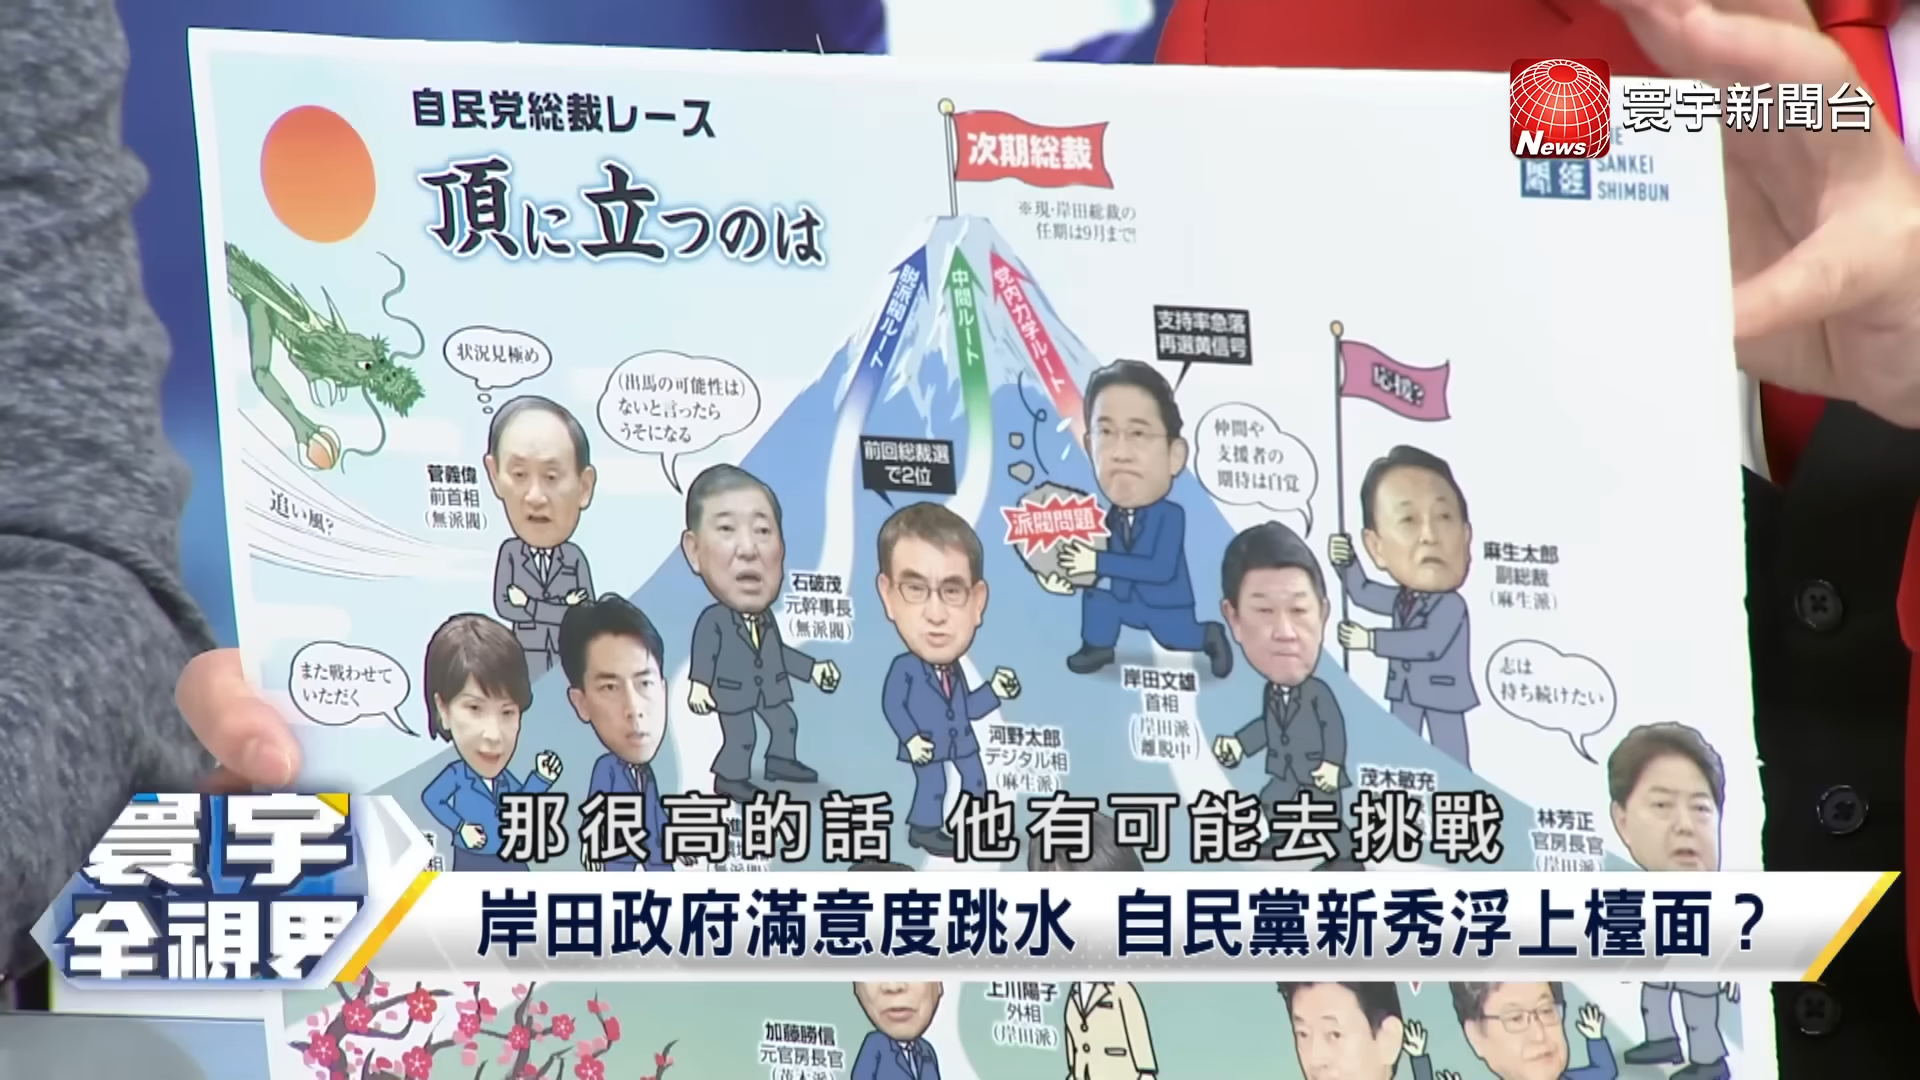 自民党総裁レース
頂に立つのは
次期総裁
※現・岸田総裁の
任期は9月まで
寰宇新聞台
News
SANKEI
SHIMBUN
脱派閥ルート
中間ルート
党内力学ルート
支持率急落
再選黄信号
状況見極め
(出馬の可能性は)
ないと言ったら
うそになる
前回総裁選
で2位
仲間や
支援者の
期待は自覚
応援?
菅義偉
前首相
(無派閥)
追い風?
派閥問題
石破茂
元幹事長
(無派閥)
麻生太郎
副総裁
(麻生派)
また戦わせて
いただく
岸田文雄
首相
(岸田派
離脱中)
志は
持ち続けたい
河野太郎
デジタル相
(麻生派)
茂木敏充
林芳正
官房長官
(岸田派)
那很高的話 他有可能去挑戰
寰宇
全視界
岸田政府滿意度跳水 自民黨新秀浮上檯面?
加藤勝信
元官房長官
(茂木派)
上川陽子
外相
(岸田派)